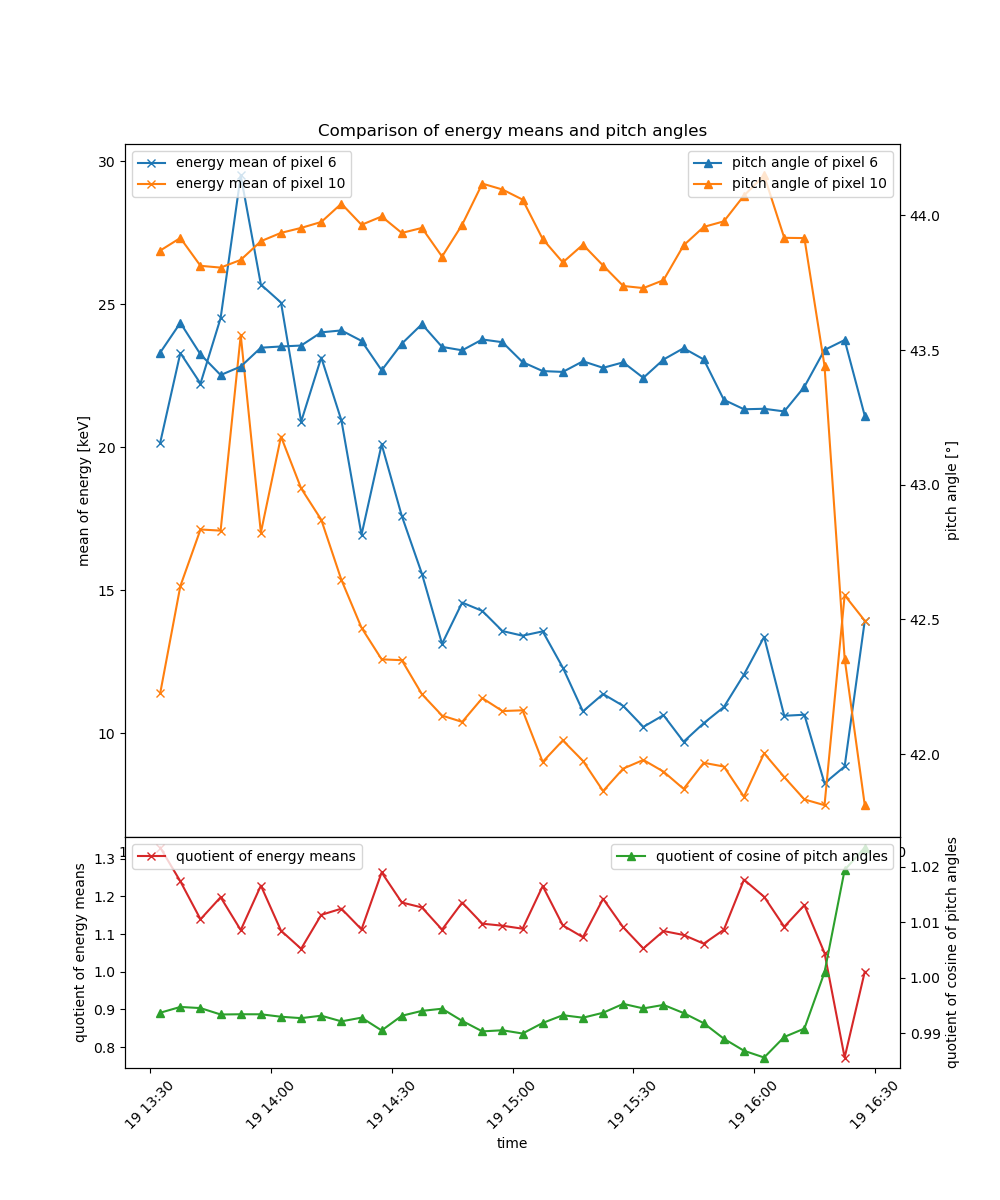 Comparison of energy means and pitch angles
energy mean of pixel 6
energy mean of pixel 10
pitch angle of pixel 6
pitch angle of pixel 10
30
25
20
15
10
mean of energy [keV]
44.0
43.5
43.0
42.5
42.0
pitch angle [°]
quotient of energy means
quotient of cosine of pitch angles
1.3
1.2
1.1
1.0
0.9
0.8
quotient of energy means
1.02
1.01
1.00
0.99
quotient of cosine of pitch angles
19 13:30
19 14:00
19 14:30
19 15:00
19 15:30
19 16:00
19 16:30
time